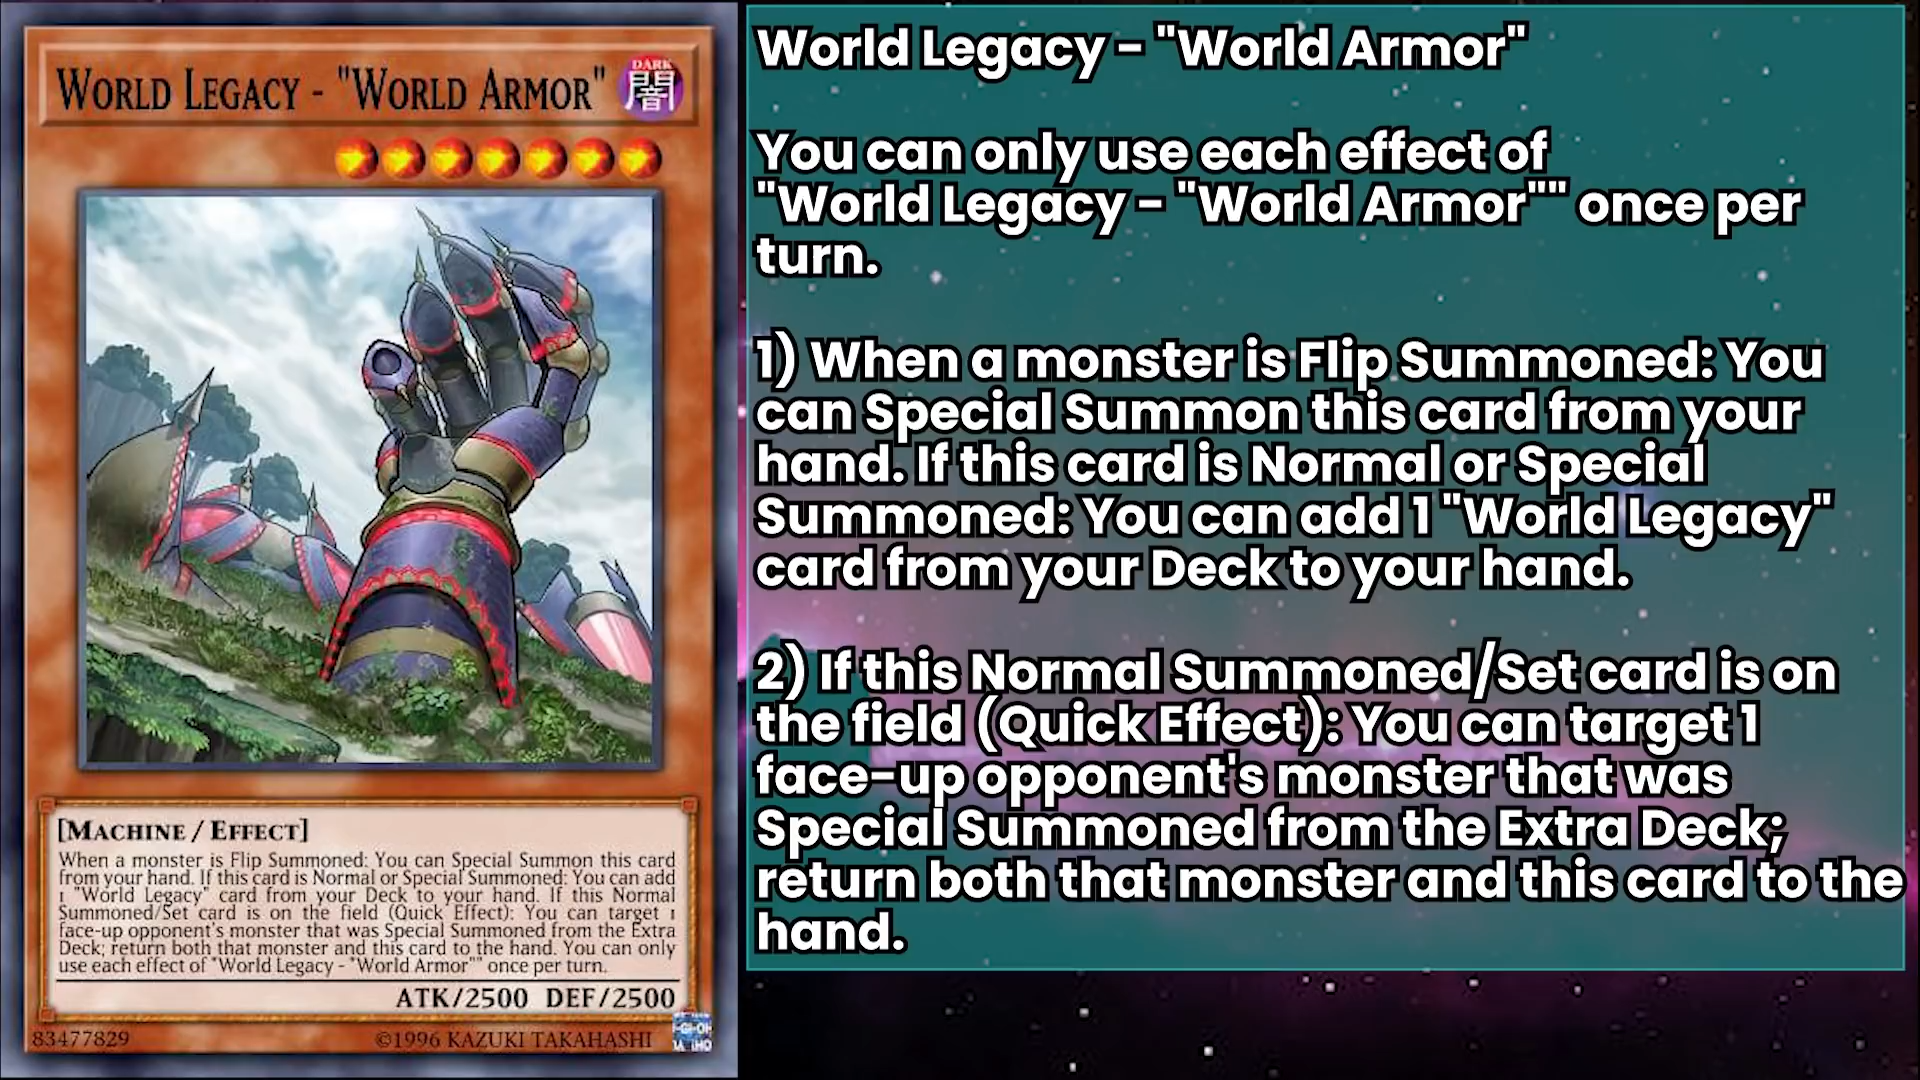 World Legacy - "World Armor"
DARK
闇
[Machine / Effect]
When a monster is Flip Summoned: You can Special Summon this card
from your hand. If this card is Normal or Special Summoned: You can add
1 "World Legacy" card from your Deck to your hand. If this Normal
Summoned/Set card is on the field (Quick Effect): You can target 1
face-up opponent's monster that was Special Summoned from the Extra
Deck; return both that monster and this card to the hand. You can only
use each effect of "World Legacy - "World Armor"" once per turn.
ATK/2500 DEF/2500
83477829
©1996 KAZUKI TAKAHASHI
World Legacy - "World Armor"
You can only use each effect of
"World Legacy - "World Armor"" once per
turn.
1) When a monster is Flip Summoned: You
can Special Summon this card from your
hand. If this card is Normal or Special
Summoned: You can add 1 "World Legacy"
card from your Deck to your hand.
2) If this Normal Summoned/Set card is on
the field (Quick Effect): You can target 1
face-up opponent's monster that was
Special Summoned from the Extra Deck;
return both that monster and this card to the
hand.